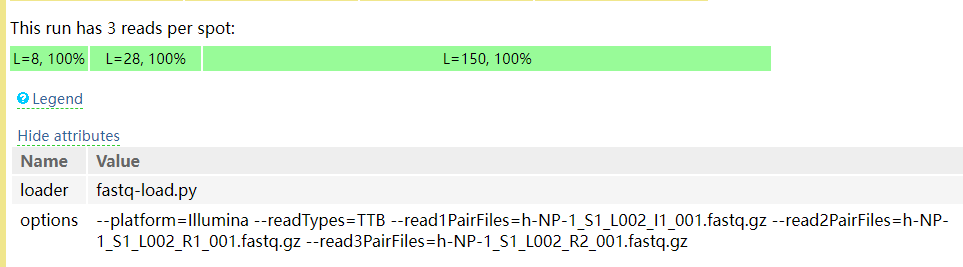 This run has 3 reads per spot:
L=8, 100% L=28, 100% L=150, 100%
Legend
Hide attributes
Name Value
loader fastq-load.py
options --platform=Illumina --readTypes=TTB --read1PairFiles=h-NP-1_S1_L002_I1_001.fastq.gz --read2PairFiles=h-NP-
1_S1_L002_R1_001.fastq.gz --read3PairFiles=h-NP-1_S1_L002_R2_001.fastq.gz